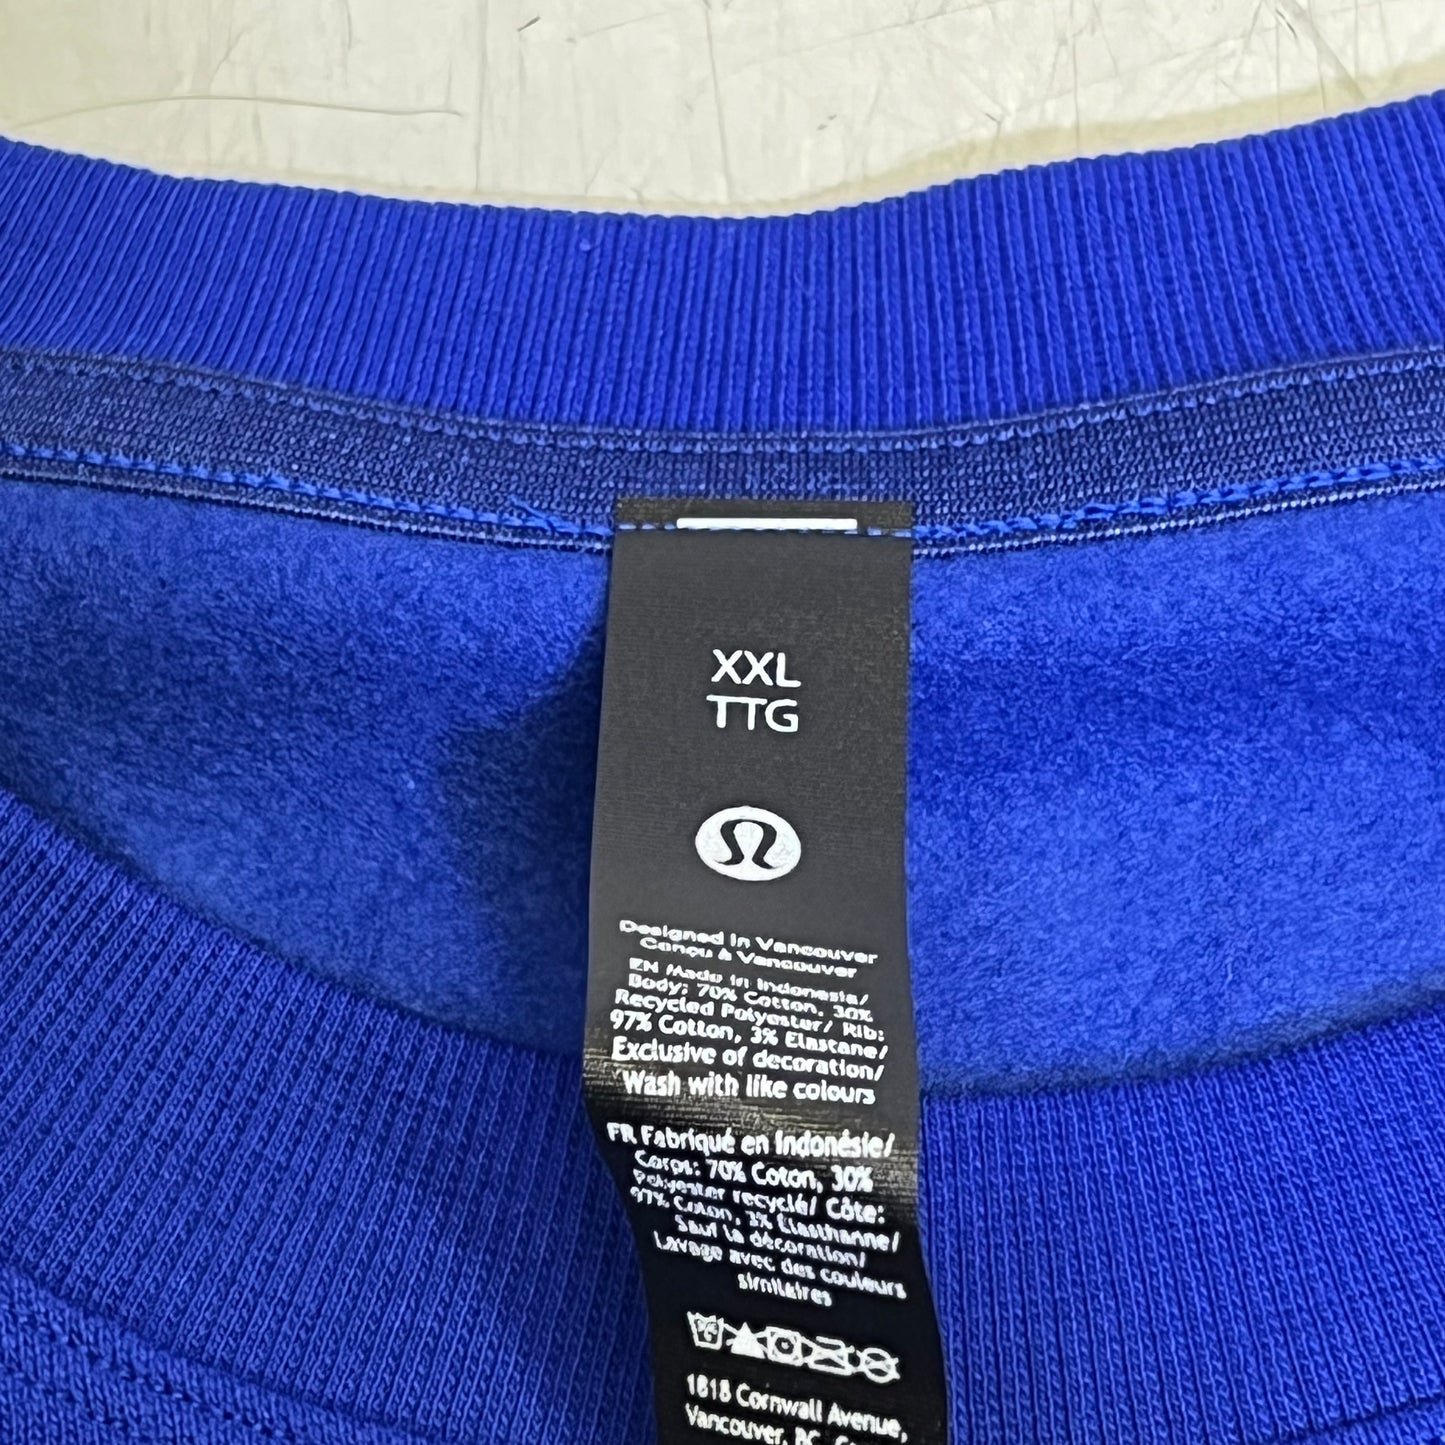 XXL
TTG
Designed in Vancouver
Conçu à Vancouver
EN Made in Indonesia/
Body: 70% Cotton, 30%
Recycled Polyester/ Rib:
97% Cotton, 3% Elastane/
Exclusive of decoration/
Wash with like colours
FR Fabriqué en Indonésie/
Corps: 70% Coton, 30%
Polyester recyclé/ Côte:
97% Coton, 3% Élasthanne/
Sauf la décoration/
Lavage avec des couleurs
similaires
1818 Cornwall Avenue,
Vancouver, BC,